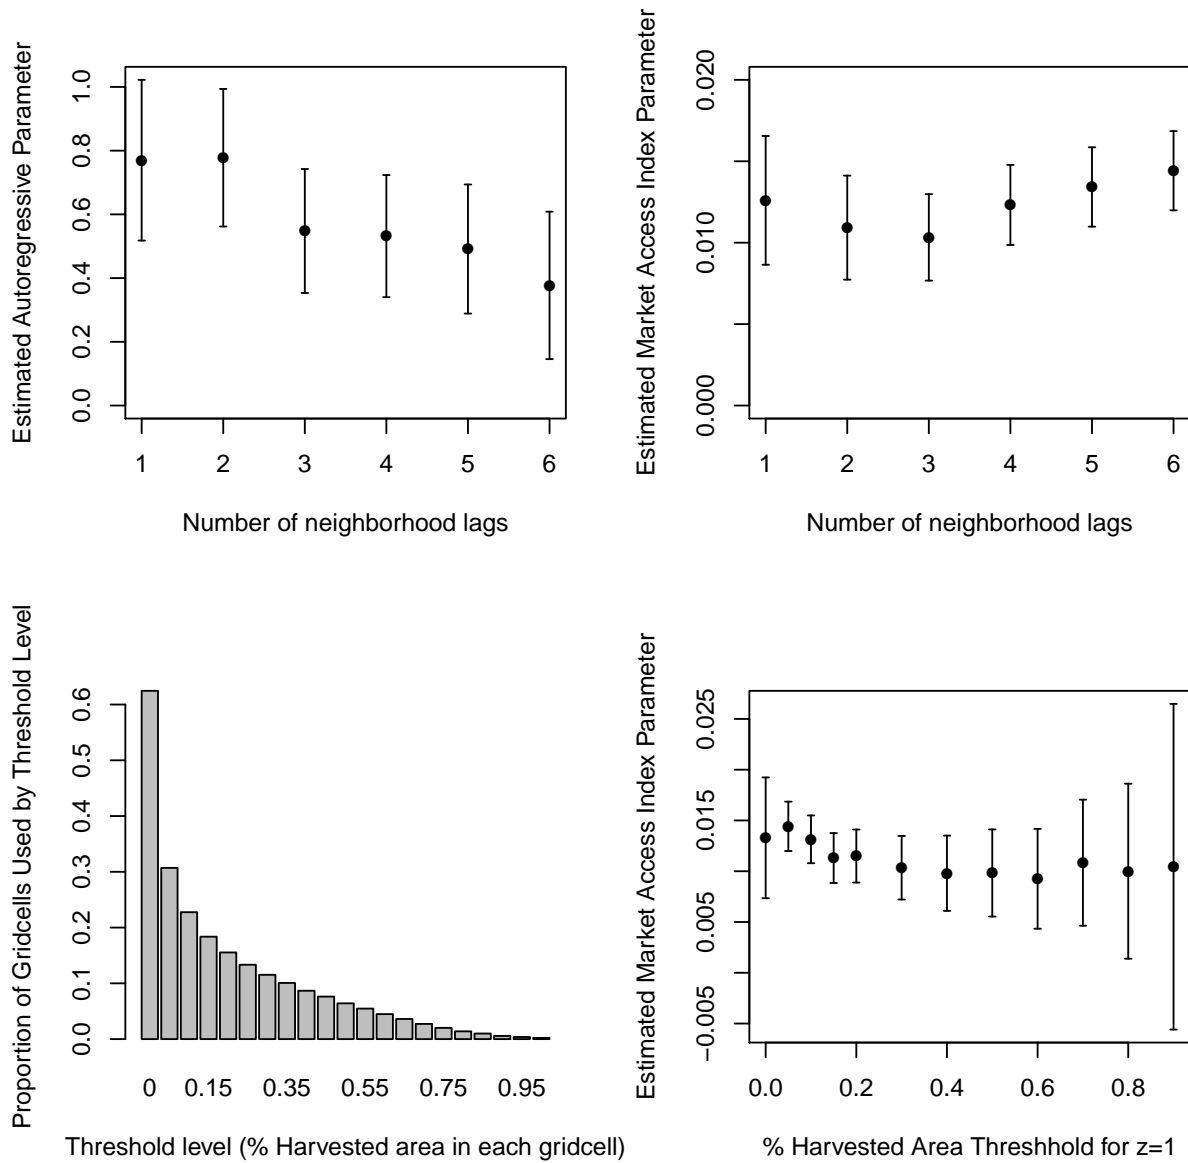 Estimated Autoregressive Parameter
0.0 0.2 0.4 0.6 0.8 1.0
1 2 3 4 5 6
Number of neighborhood lags
Estimated Market Access Index Parameter
0.000 0.010 0.020
1 2 3 4 5 6
Number of neighborhood lags
Proportion of Gridcells Used by Threshold Level
0.0 0.1 0.2 0.3 0.4 0.5 0.6
0 0.15 0.35 0.55 0.75 0.95
Threshold level (% Harvested area in each gridcell)
Estimated Market Access Index Parameter
−0.005 0.005 0.015 0.025
0.0 0.2 0.4 0.6 0.8
% Harvested Area Threshhold for z=1